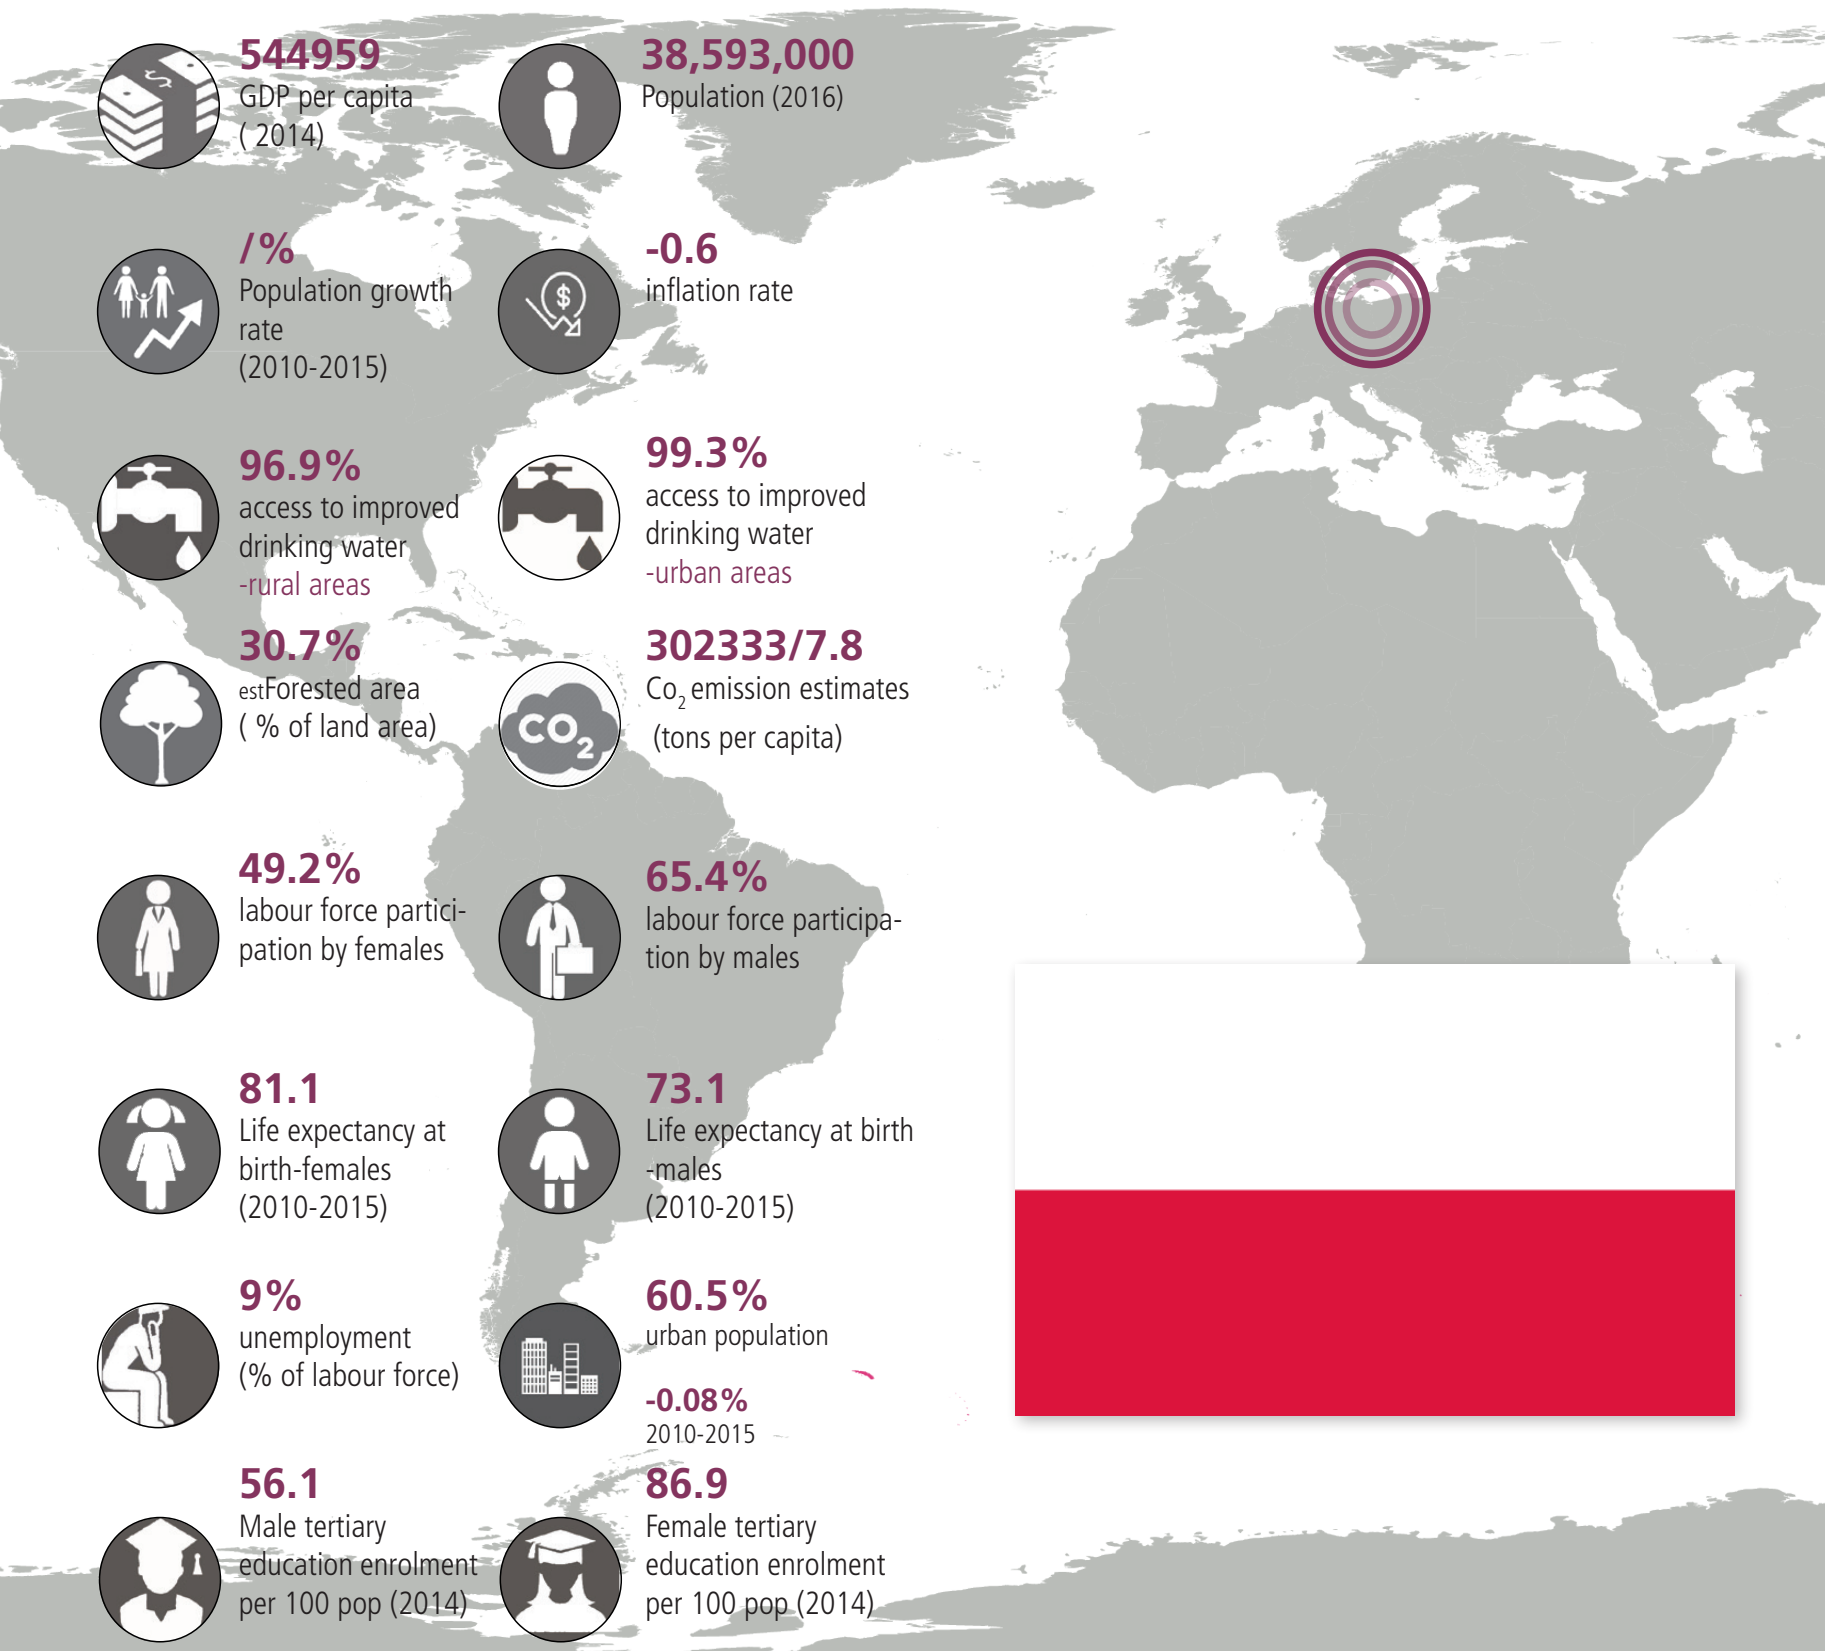 544959
GDP per capita
( 2014)
38,593,000
Population (2016)
/%
Population growth
rate
(2010-2015)
-0.6
inflation rate
$
96.9%
access to improved
drinking water
-rural areas
99.3%
access to improved
drinking water
-urban areas
30.7%
estForested area
( % of land area)
CO2
302333/7.8
Co2 emission estimates
(tons per capita)
49.2%
labour force partici-
pation by females
65.4%
labour force participa-
tion by males
81.1
Life expectancy at
birth-females
(2010-2015)
73.1
Life expectancy at birth
-males
(2010-2015)
9%
unemployment
(% of labour force)
60.5%
urban population
-0.08%
2010-2015
56.1
Male tertiary
education enrolment
per 100 pop (2014)
86.9
Female tertiary
education enrolment
per 100 pop (2014)